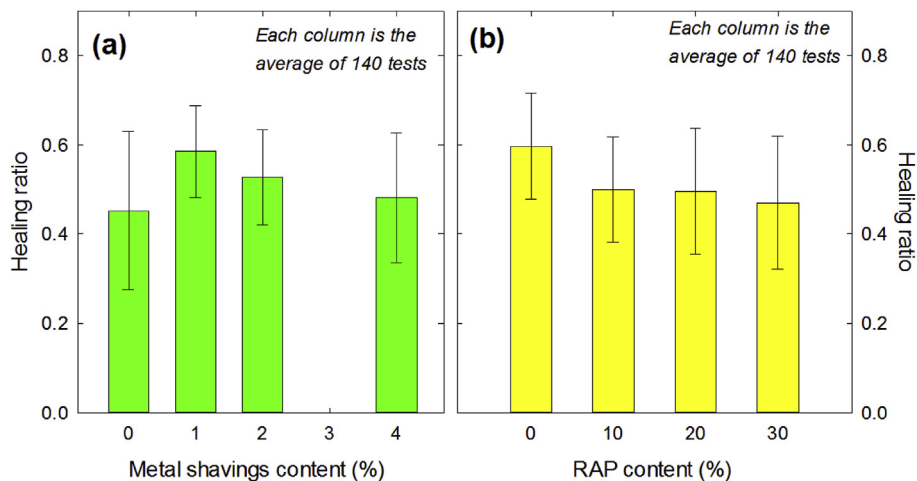 (a)
Each column is the
average of 140 tests
0.8
0.6
0.4
0.2
0.0
Healing ratio
0 1 2 3 4
Metal shavings content (%)
(b)
Each column is the
average of 140 tests
0.8
0.6
0.4
0.2
0.0
Healing ratio
0 10 20 30
RAP content (%)